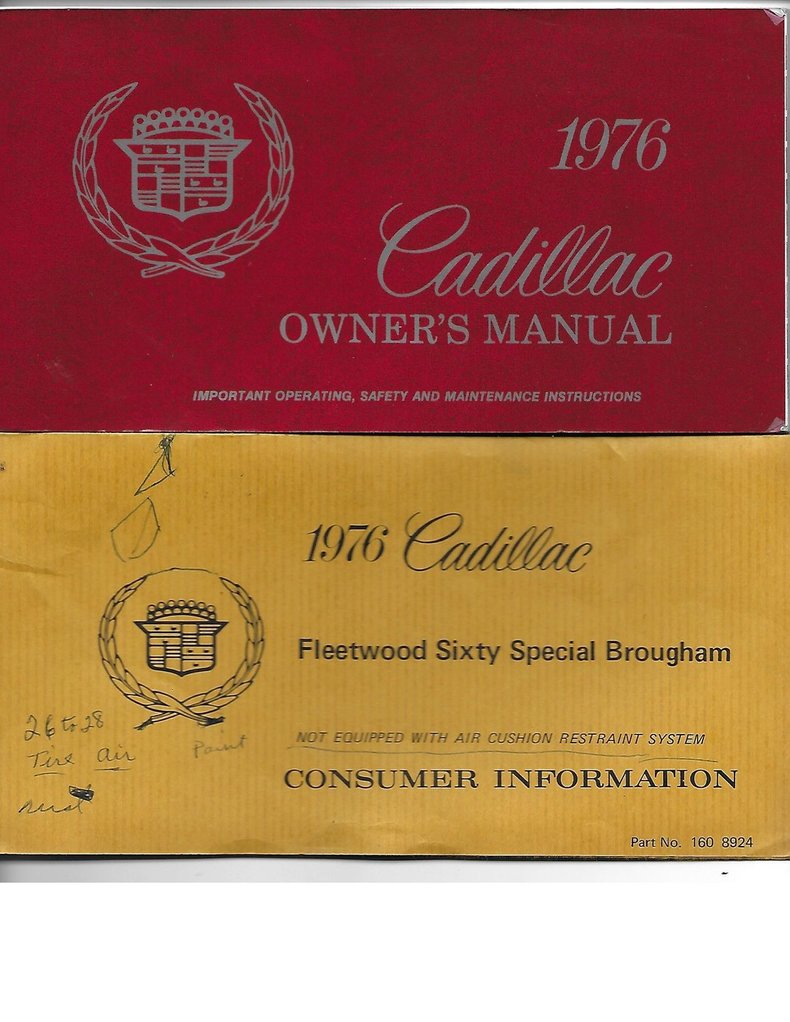 1976
Cadillac
OWNER'S MANUAL
IMPORTANT OPERATING, SAFETY AND MAINTENANCE INSTRUCTIONS
1976 Cadillac
Fleetwood Sixty Special Brougham
26 to 28
Tire Air
Paint
NOT EQUIPPED WITH AIR CUSHION RESTRAINT SYSTEM
CONSUMER INFORMATION
Part No. 160 8924